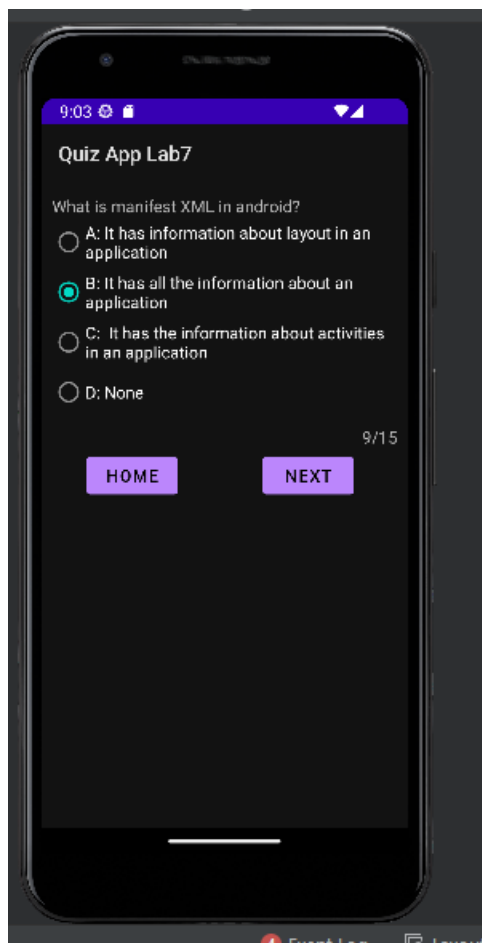 9:03
Quiz App Lab7
What is manifest XML in android?
A: It has information about layout in an
application
B: It has all the information about an
application
C: It has the information about activities
in an application
D: None
9/15
HOME NEXT
Event Log